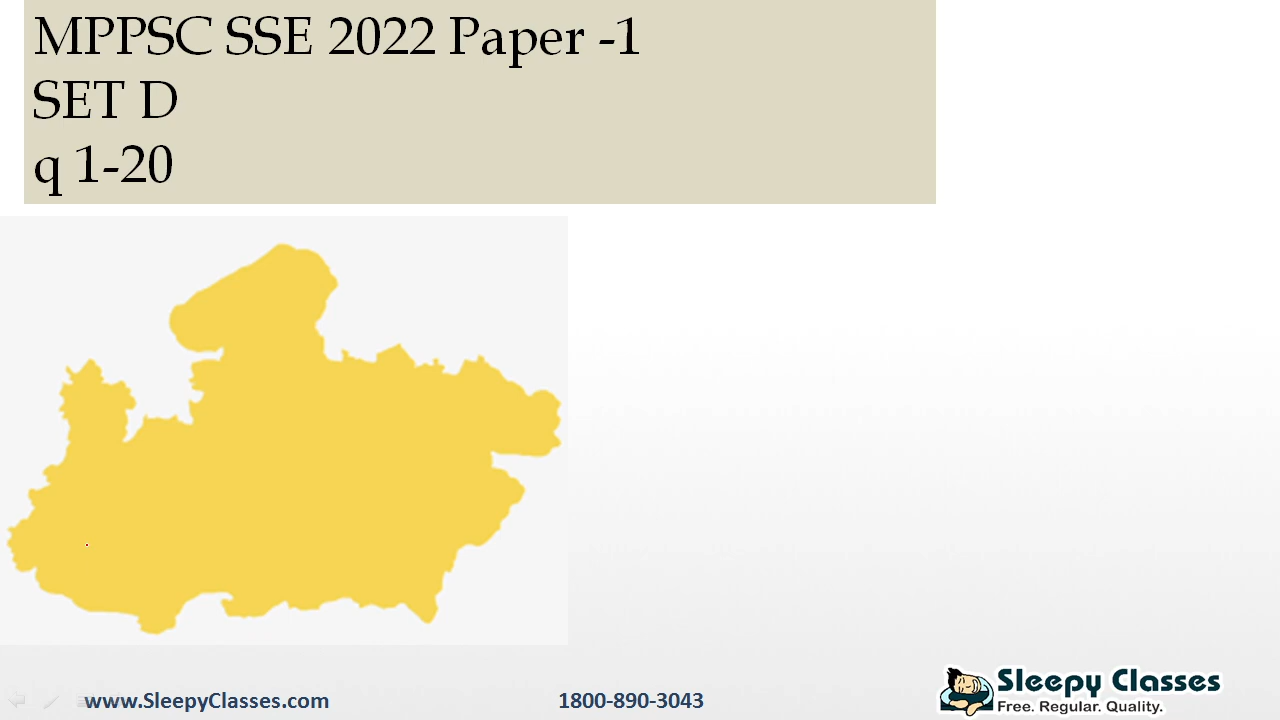 MPPSC SSE 2022 Paper -1
SET D
q 1-20
www.SleepyClasses.com
1800-890-3043
Sleepy Classes
Free. Regular. Quality.